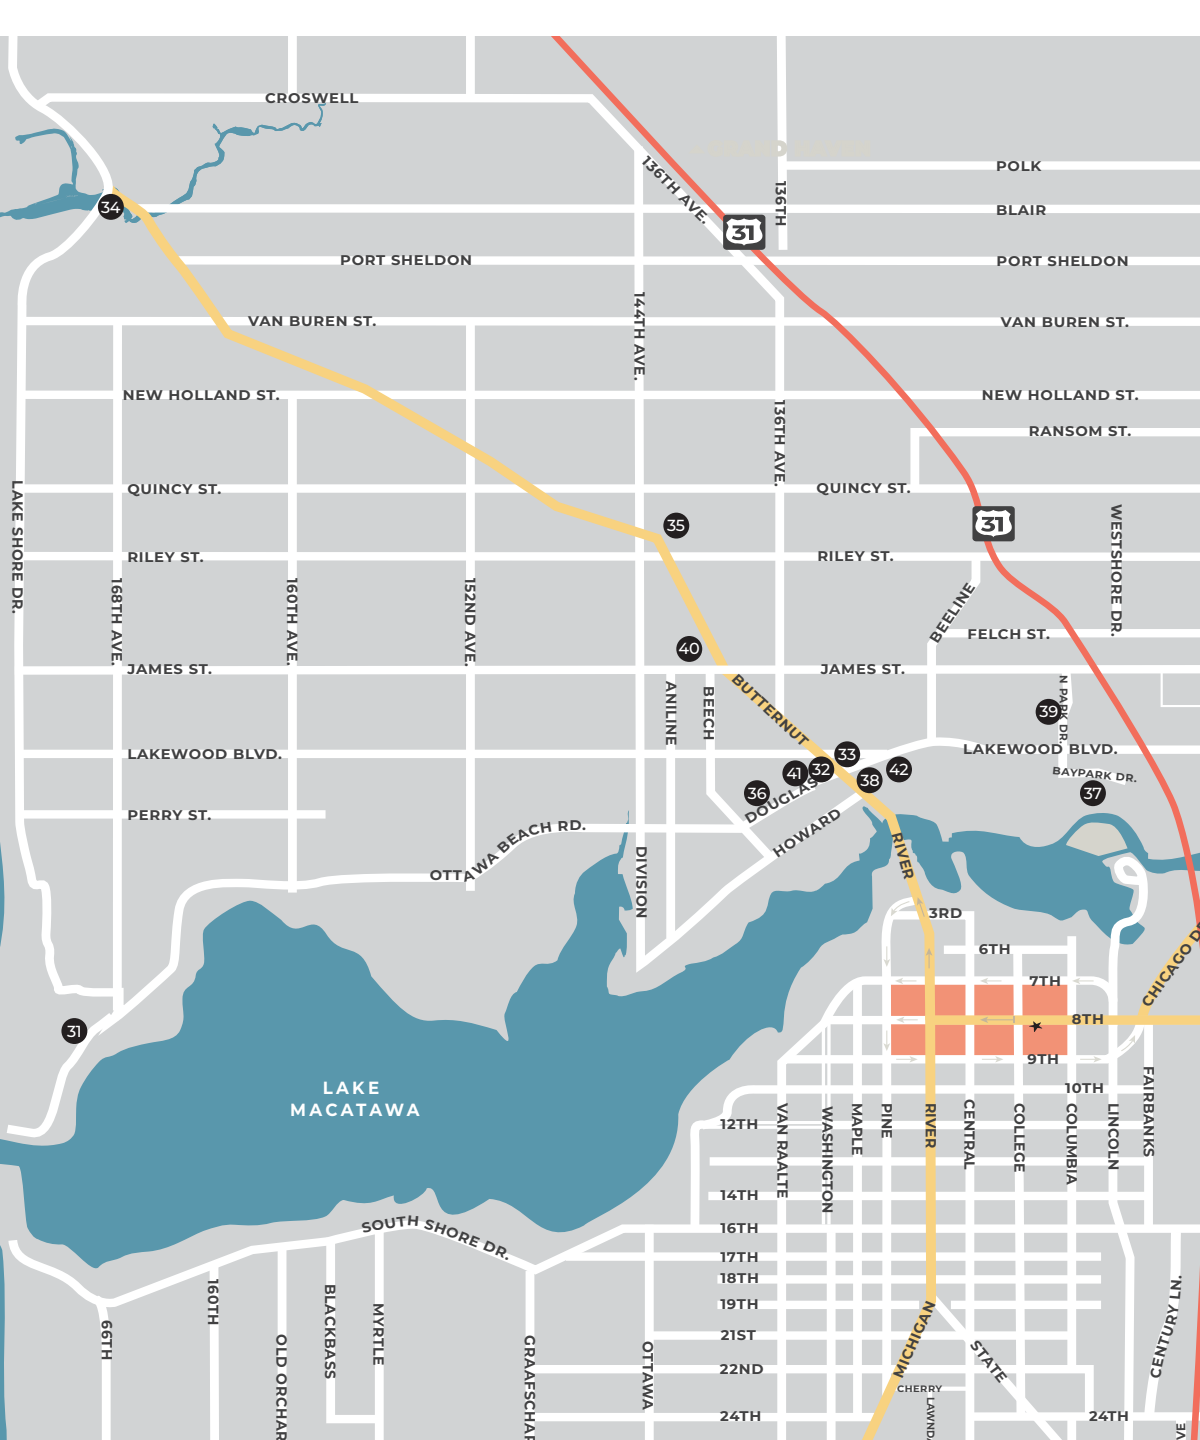 CROSWELL
136TH AVE.
136TH
POLK
34
BLAIR
31
PORT SHELDON
PORT SHELDON
144TH AVE.
VAN BUREN ST.
VAN BUREN ST.
NEW HOLLAND ST.
NEW HOLLAND ST.
136TH AVE.
RANSOM ST.
LAKE SHORE DR.
QUINCY ST.
QUINCY ST.
31
WESTSHORE DR.
35
RILEY ST.
RILEY ST.
168TH AVE.
160TH AVE.
152ND AVE.
BEELINE
FELCH ST.
40
JAMES ST.
JAMES ST.
ANILINE
BEECH
BUTTERNUT
N PARK DR.
39
LAKEWOOD BLVD.
33
LAKEWOOD BLVD.
41
32
38
42
BAYPARK DR.
36
37
DOUGLAS
PERRY ST.
HOWARD
OTTAWA BEACH RD.
DIVISION
RIVER
3RD
6TH
CHICAGO D
7TH
8TH
31
9TH
LAKE
MACATAWA
10TH
FAIRBANKS
12TH
VAN RAALTE
WASHINGTON
MAPLE
PINE
RIVER
CENTRAL
COLLEGE
COLUMBIA
LINCOLN
14TH
SOUTH SHORE DR.
16TH
17TH
18TH
19TH
160TH
BLACKBASS
MYRTLE
66TH
OLD ORCHAR
GRAAFSCHAP
OTTAWA
21ST
MICHIGAN
STATE
CENTURY LN.
22ND
CHERRY
LAWNDA
24TH
24TH
VE